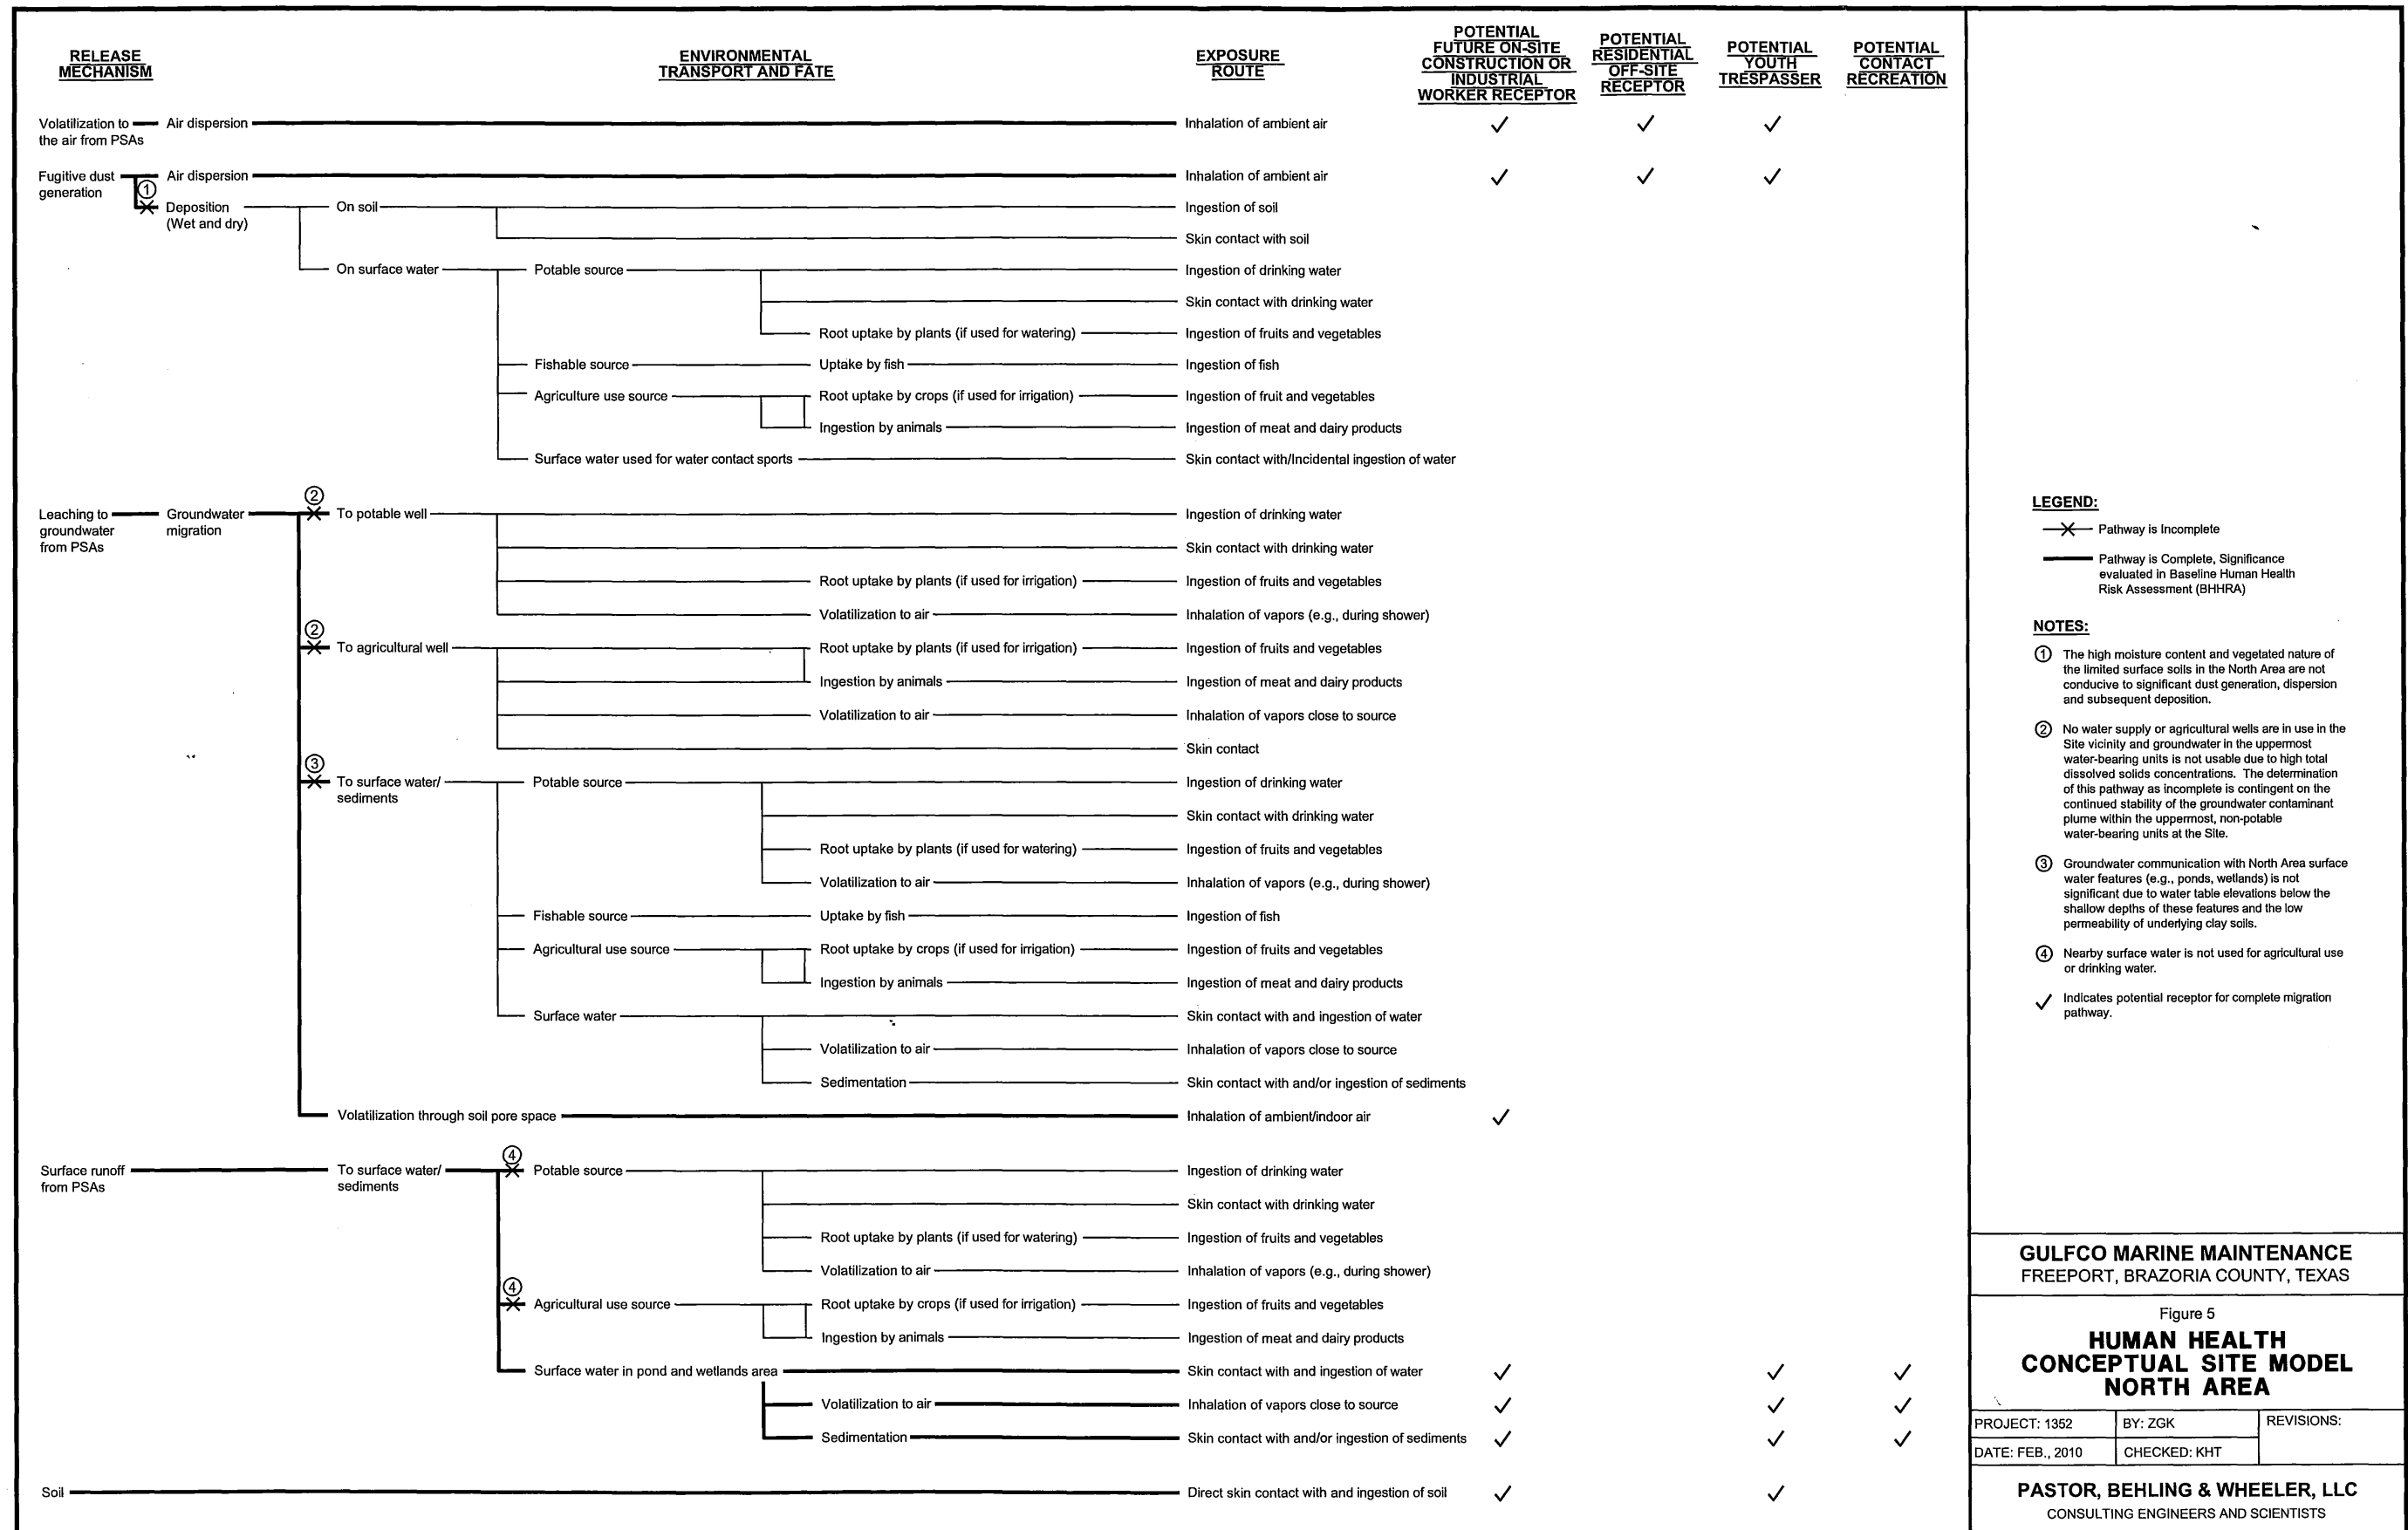 RELEASE
MECHANISM
ENVIRONMENTAL
TRANSPORT AND FATE
EXPOSURE
ROUTE
POTENTIAL
FUTURE ON-SITE
CONSTRUCTION OR
INDUSTRIAL
WORKER RECEPTOR
POTENTIAL
RESIDENTIAL
OFF-SITE
RECEPTOR
POTENTIAL
YOUTH
TRESPASSER
POTENTIAL
CONTACT
RECREATION
Volatilization to
the air from PSAs
Air dispersion
Inhalation of ambient air
✓ ✓ ✓
Fugitive dust
generation
Air dispersion
Inhalation of ambient air
✓ ✓ ✓
①
Deposition
(Wet and dry)
On soil
Ingestion of soil
Skin contact with soil
On surface water
Potable source
Ingestion of drinking water
Skin contact with drinking water
Root uptake by plants (if used for watering)
Ingestion of fruits and vegetables
Fishable source
Uptake by fish
Ingestion of fish
Agriculture use source
Root uptake by crops (if used for irrigation)
Ingestion of fruit and vegetables
Ingestion by animals
Ingestion of meat and dairy products
Surface water used for water contact sports
Skin contact with/Incidental ingestion of water
Leaching to
groundwater
from PSAs
Groundwater
migration
②
To potable well
Ingestion of drinking water
Skin contact with drinking water
Root uptake by plants (if used for irrigation)
Ingestion of fruits and vegetables
Volatilization to air
Inhalation of vapors (e.g., during shower)
②
To agricultural well
Root uptake by plants (if used for irrigation)
Ingestion of fruits and vegetables
Ingestion by animals
Ingestion of meat and dairy products
Volatilization to air
Inhalation of vapors close to source
Skin contact
③
To surface water/
sediments
Potable source
Ingestion of drinking water
Skin contact with drinking water
Root uptake by plants (if used for watering)
Ingestion of fruits and vegetables
Volatilization to air
Inhalation of vapors (e.g., during shower)
Fishable source
Uptake by fish
Ingestion of fish
Agricultural use source
Root uptake by crops (if used for irrigation)
Ingestion of fruits and vegetables
Ingestion by animals
Ingestion of meat and dairy products
Surface water
Skin contact with and ingestion of water
Volatilization to air
Inhalation of vapors close to source
Sedimentation
Skin contact with and/or ingestion of sediments
Volatilization through soil pore space
Inhalation of ambient/indoor air
✓
Surface runoff
from PSAs
To surface water/
sediments
④
Potable source
Ingestion of drinking water
Skin contact with drinking water
Root uptake by plants (if used for watering)
Ingestion of fruits and vegetables
Volatilization to air
Inhalation of vapors (e.g., during shower)
④
Agricultural use source
Root uptake by crops (if used for irrigation)
Ingestion of fruits and vegetables
Ingestion by animals
Ingestion of meat and dairy products
Surface water in pond and wetlands area
Skin contact with and ingestion of water
✓ ✓ ✓
Volatilization to air
Inhalation of vapors close to source
✓ ✓ ✓
Sedimentation
Skin contact with and/or ingestion of sediments
✓ ✓ ✓
Soil
Direct skin contact with and ingestion of soil
✓ ✓
LEGEND:
Pathway is Incomplete
Pathway is Complete, Significance
evaluated in Baseline Human Health
Risk Assessment (BHHRA)
NOTES:
① The high moisture content and vegetated nature of
the limited surface soils in the North Area are not
conducive to significant dust generation, dispersion
and subsequent deposition.
② No water supply or agricultural wells are in use in the
Site vicinity and groundwater in the uppermost
water-bearing units is not usable due to high total
dissolved solids concentrations. The determination
of this pathway as incomplete is contingent on the
continued stability of the groundwater contaminant
plume within the uppermost, non-potable
water-bearing units at the Site.
③ Groundwater communication with North Area surface
water features (e.g., ponds, wetlands) is not
significant due to water table elevations below the
shallow depths of these features and the low
permeability of underlying clay soils.
④ Nearby surface water is not used for agricultural use
or drinking water.
✓ Indicates potential receptor for complete migration
pathway.
GULFCO MARINE MAINTENANCE
FREEPORT, BRAZORIA COUNTY, TEXAS
Figure 5
HUMAN HEALTH
CONCEPTUAL SITE MODEL
NORTH AREA
PROJECT: 1352
BY: ZGK
REVISIONS:
DATE: FEB., 2010
CHECKED: KHT
PASTOR, BEHLING & WHEELER, LLC
CONSULTING ENGINEERS AND SCIENTISTS